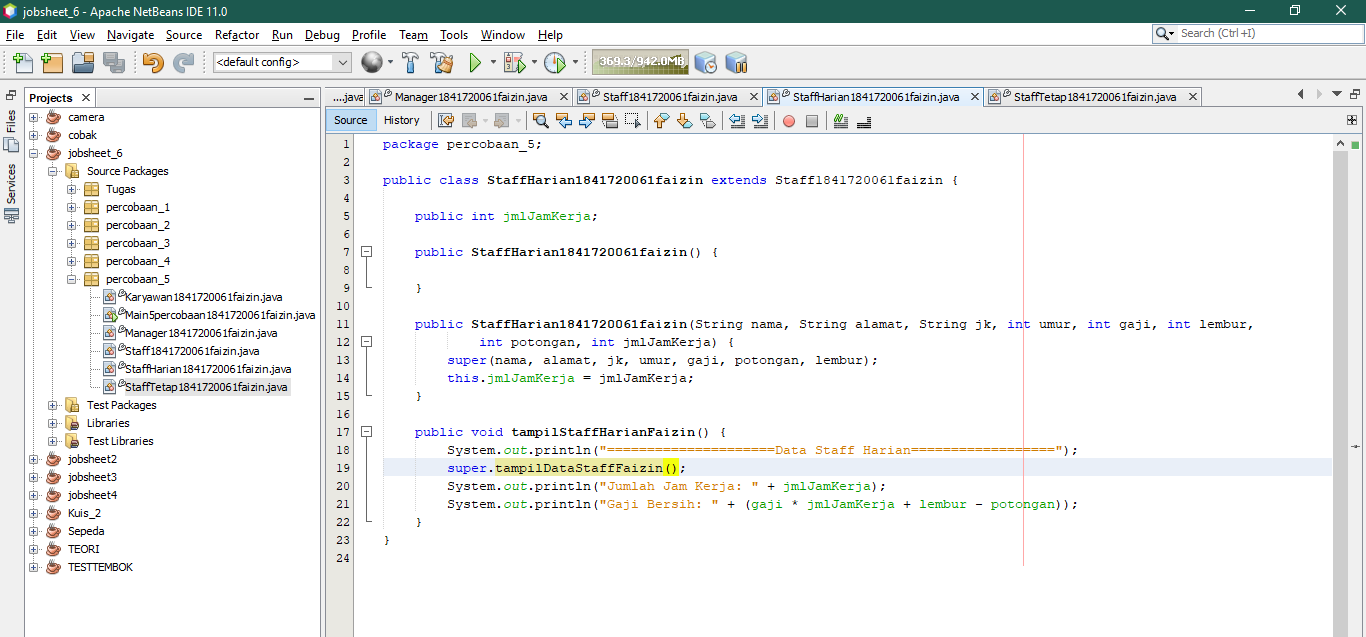 jobsheet_6 - Apache NetBeans IDE 11.0
File Edit View Navigate Source Refactor Run Debug Profile Team Tools Window Help
Search (Ctrl+I)
<default config>
369.3/942.0MB
Files
Services
Projects
camera
cobak
jobsheet_6
Source Packages
Tugas
percobaan_1
percobaan_2
percobaan_3
percobaan_4
percobaan_5
Karyawan1841720061faizin.java
Main5percobaan1841720061faizin.java
Manager1841720061faizin.java
Staff1841720061faizin.java
StaffHarian1841720061faizin.java
StaffTetap1841720061faizin.java
Test Packages
Libraries
Test Libraries
jobsheet2
jobsheet3
jobsheet4
Kuis_2
Sepeda
TEORI
TESTTEMBOK
....java Manager1841720061faizin.java Staff1841720061faizin.java StaffHarian1841720061faizin.java StaffTetap1841720061faizin.java
Source History
1 package percobaan_5;
2
3 public class StaffHarian1841720061faizin extends Staff1841720061faizin {
4
5 public int jmlJamKerja;
6
7 public StaffHarian1841720061faizin() {
8
9 }
10
11 public StaffHarian1841720061faizin(String nama, String alamat, String jk, int umur, int gaji, int lembur,
12 int potongan, int jmlJamKerja) {
13 super(nama, alamat, jk, umur, gaji, potongan, lembur);
14 this.jmlJamKerja = jmlJamKerja;
15 }
16
17 public void tampilStaffHarianFaizin() {
18 System.out.println("=====================Data Staff Harian==================");
19 super.tampilDataStaffFaizin();
20 System.out.println("Jumlah Jam Kerja: " + jmlJamKerja);
21 System.out.println("Gaji Bersih: " + (gaji * jmlJamKerja + lembur - potongan));
22 }
23 }
24